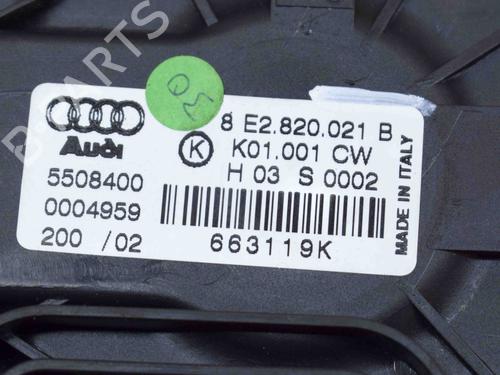 B-PARTS
OK
8 E2.820.021 B
K K01.001 CW
H 03 S 0002
Audi
5508400
0004959
200 /02
663119K
MADE IN ITALY